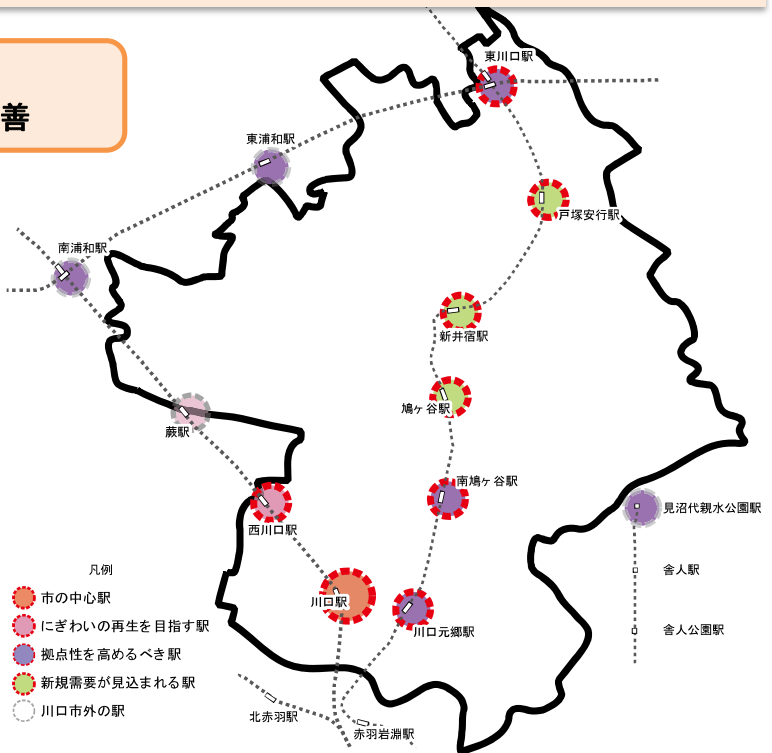 善
東川口駅
東浦和駅
戸塚安行駅
南浦和駅
新井宿駅
鳩ヶ谷駅
蕨駅
南鳩ヶ谷駅
見沼代親水公園駅
西川口駅
凡例
舎人駅
市の中心駅
川口駅
にぎわいの再生を目指す駅
川口元郷駅
舎人公園駅
拠点性を高めるべき駅
新規需要が見込まれる駅
川口市外の駅
北赤羽駅
赤羽岩淵駅